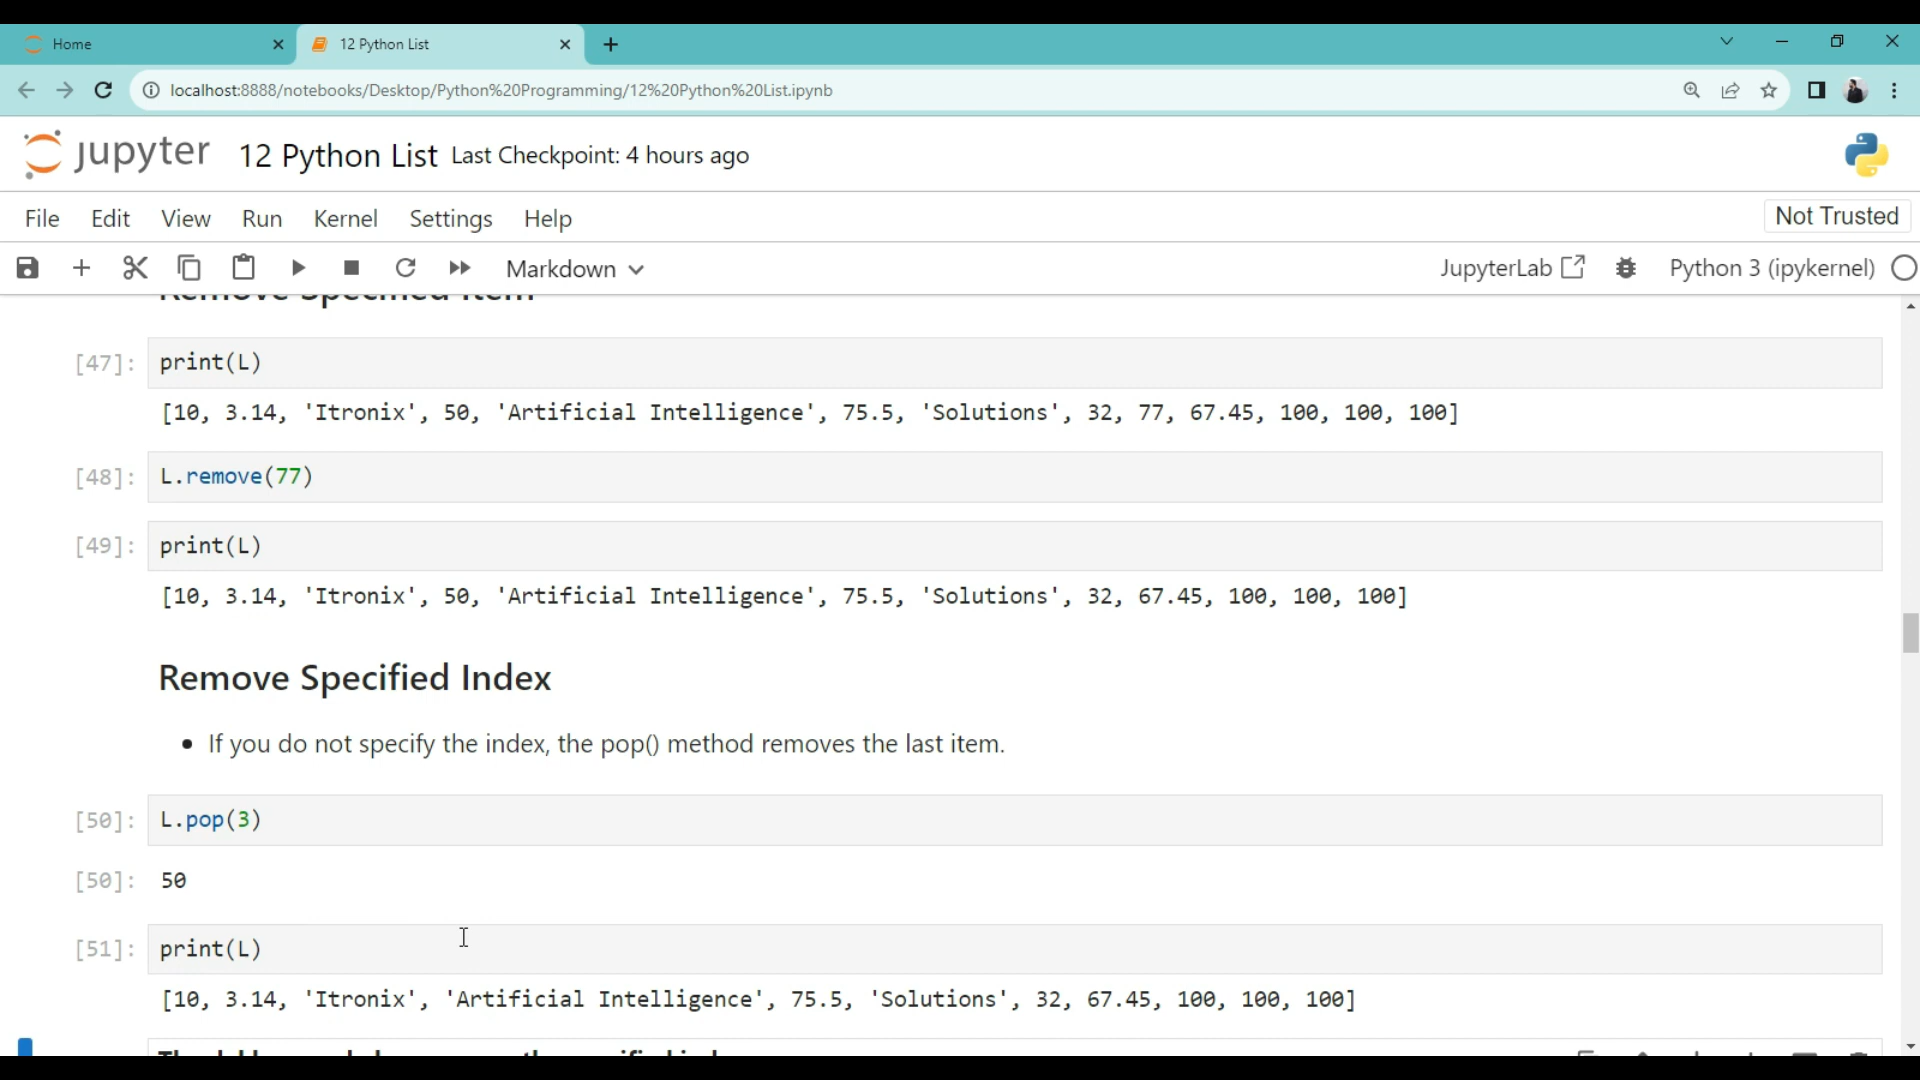 Home
12 Python List
localhost:8888/notebooks/Desktop/Python%20Programming/12%20Python%20List.ipynb
jupyter 12 Python List Last Checkpoint: 4 hours ago
File Edit View Run Kernel Settings Help Not Trusted
Markdown JupyterLab Python 3 (ipykernel)
Remove Specified Item
[47]: print(L)
[10, 3.14, 'Itronix', 50, 'Artificial Intelligence', 75.5, 'Solutions', 32, 77, 67.45, 100, 100, 100]
[48]: L.remove(77)
[49]: print(L)
[10, 3.14, 'Itronix', 50, 'Artificial Intelligence', 75.5, 'Solutions', 32, 67.45, 100, 100, 100]
Remove Specified Index
• If you do not specify the index, the pop() method removes the last item.
[50]: L.pop(3)
[50]: 50
[51]: print(L)
[10, 3.14, 'Itronix', 'Artificial Intelligence', 75.5, 'Solutions', 32, 67.45, 100, 100, 100]